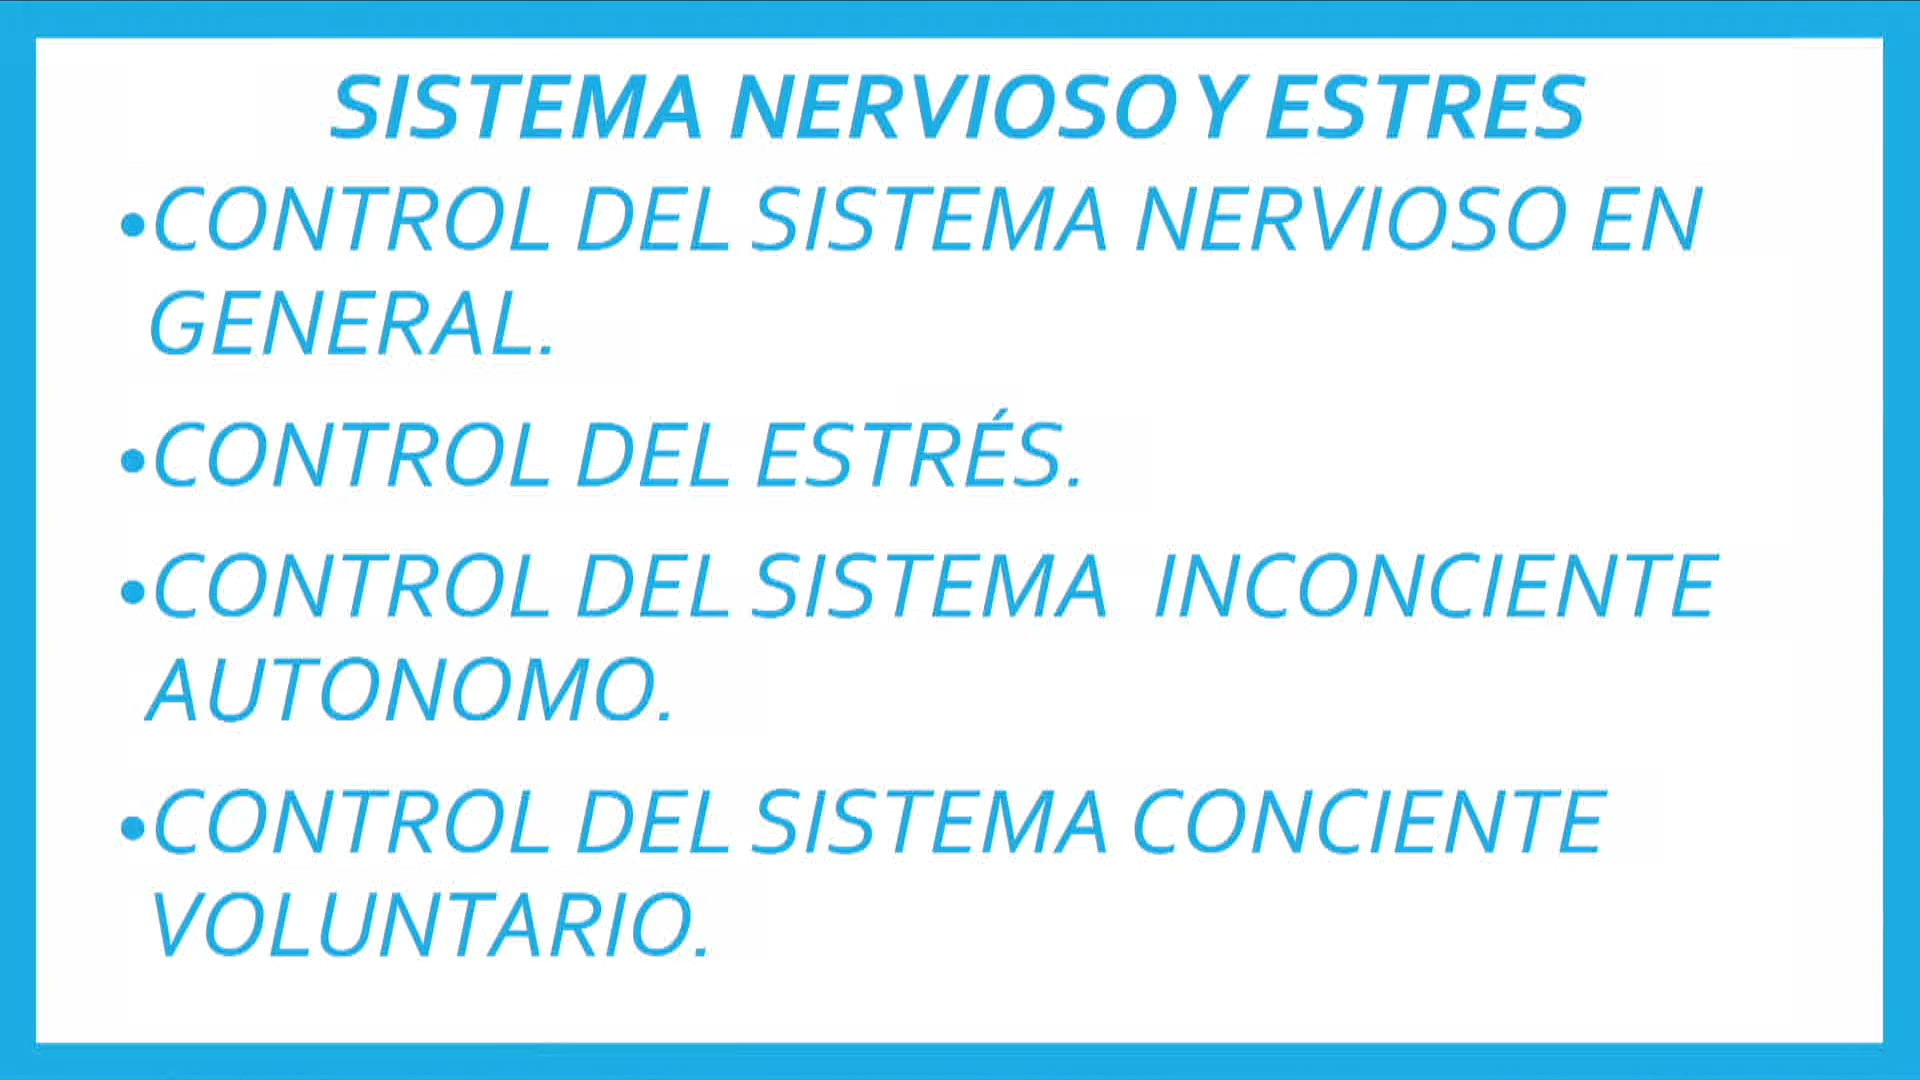 SISTEMA NERVIOSO Y ESTRES
•CONTROL DEL SISTEMA NERVIOSO EN
GENERAL.
•CONTROL DEL ESTRÉS.
•CONTROL DEL SISTEMA  INCONCIENTE
AUTONOMO.
•CONTROL DEL SISTEMA CONCIENTE
VOLUNTARIO.